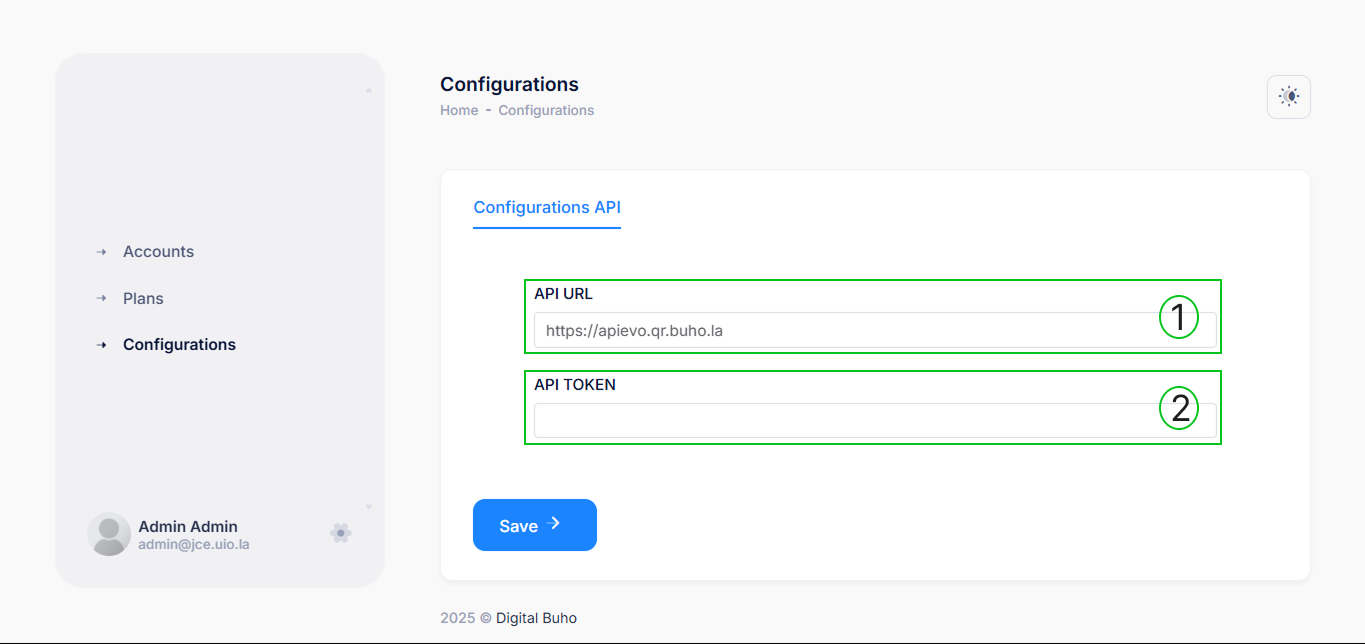 Configurations
Home - Configurations
Accounts
Plans
Configurations
Admin Admin
admin@jce.uio.la
Configurations API
API URL
https://apievo.qr.buho.la
1
API TOKEN
2
Save
2025 © Digital Buho